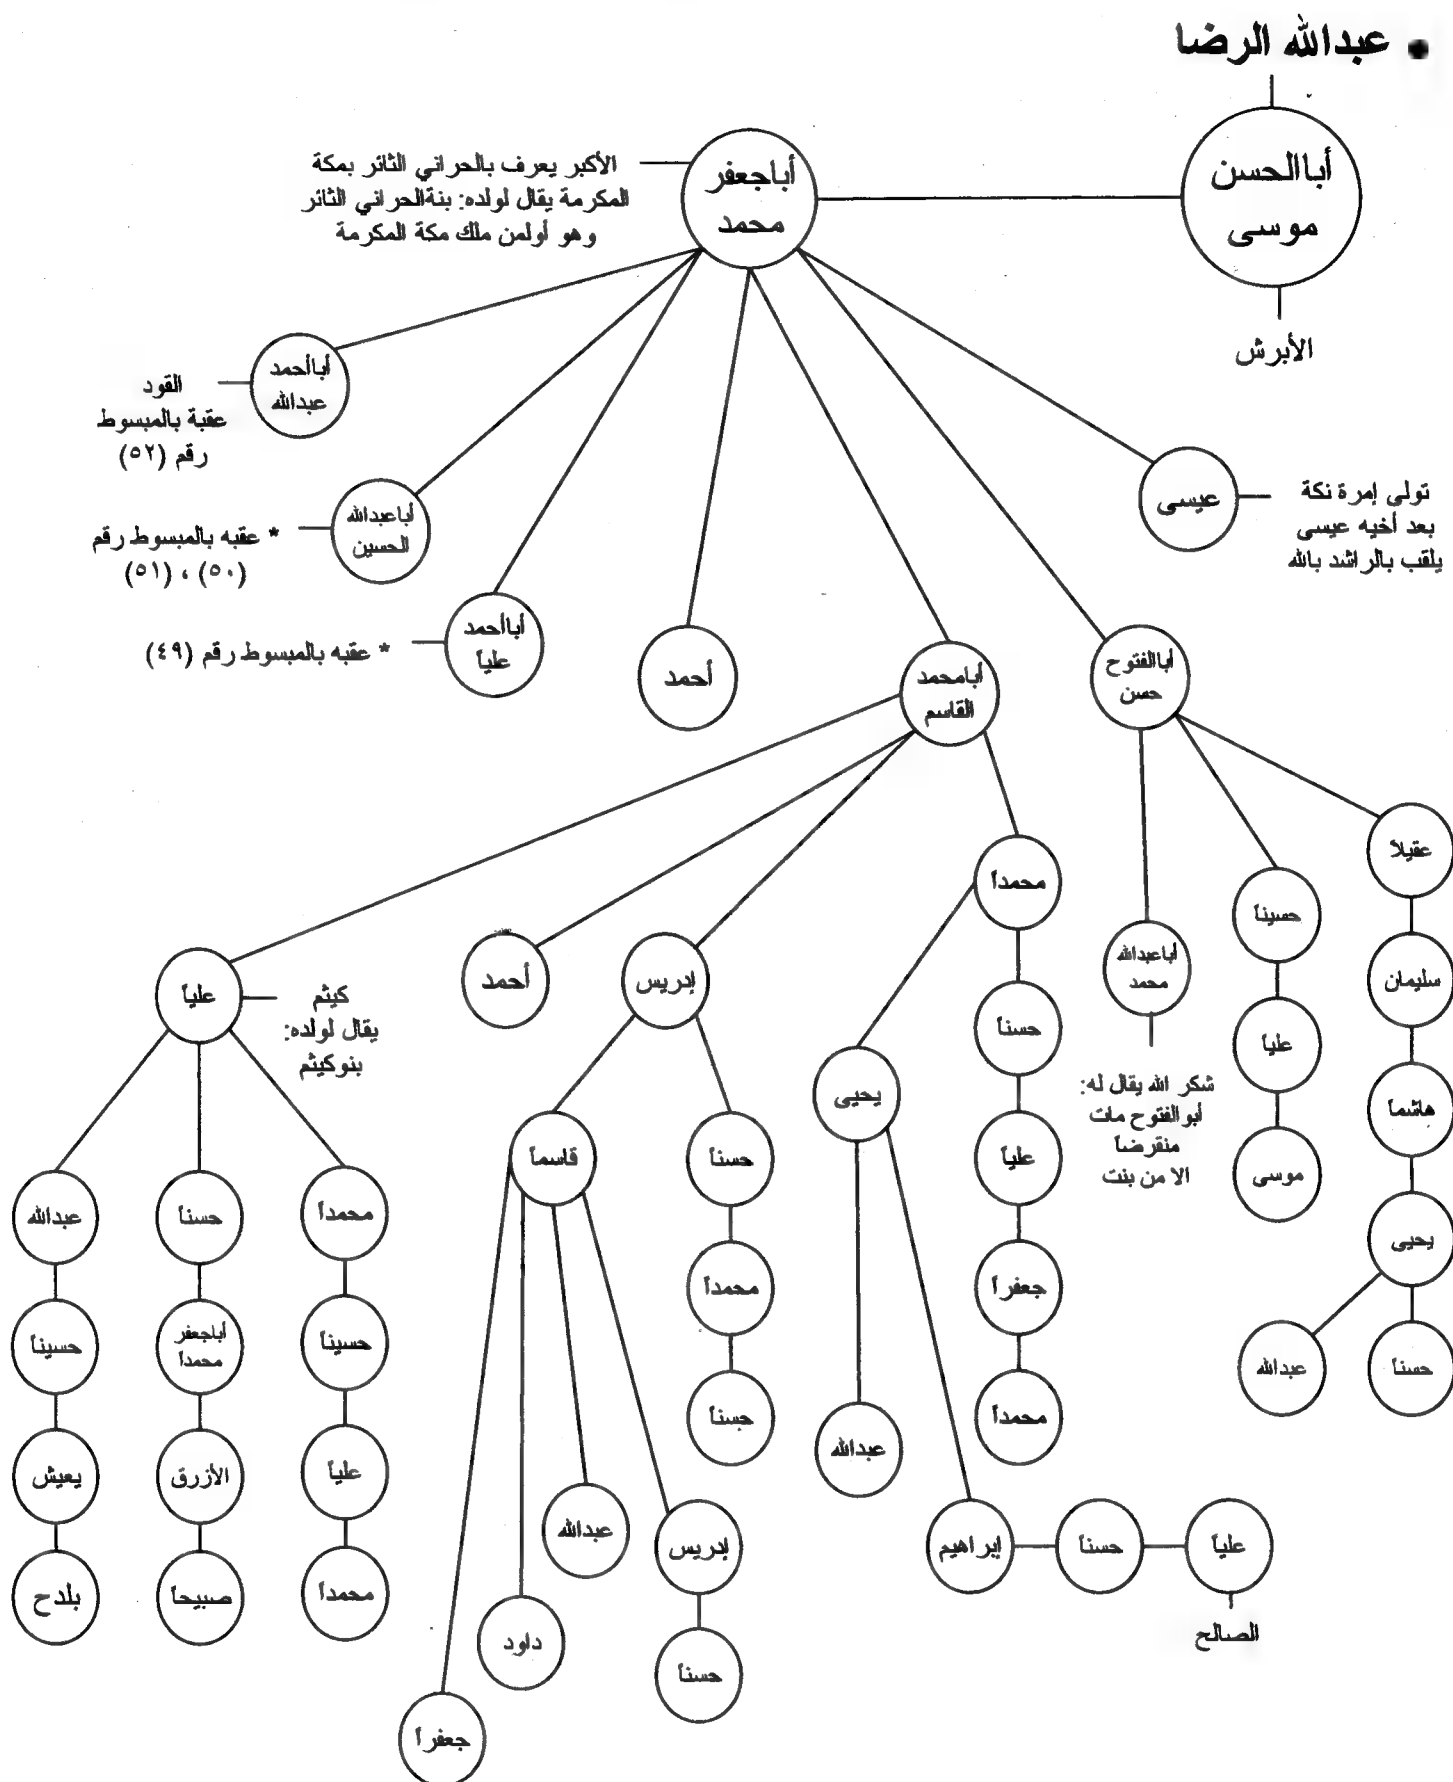 • عبدالله الرضا
أباالحسن
موسى
الأبرش
أباجعفر
محمد
الأكبر يعرف بالحراني الثائر بمكة
المكرمة يقال لولده: بنةالحراني الثائر
وهو أولمن ملك مكة المكرمة
عيسى
تولى إمرة نكة
بعد أخيه عيسى
يلقب بالراشد بالله
أباالفتوح
حسن
أبامحمد
القاسم
أحمد
أباأحمد
علياً
* عقبه بالمبسوط رقم (٤٩)
أباعبدالله
الحسين
* عقبه بالمبسوط رقم
(٥٠) ، (٥١)
أباأحمد
عبدالله
القود
عقبة بالمبسوط
رقم (٥٢)
عقيلاً
سليمان
هاشماً
يحيى
حسناً
عبدالله
حسيناً
علياً
موسى
أباعبدالله
محمد
شكر الله يقال له:
أبوالفتوح مات
منقرضاً
الا من بنت
محمداً
حسناً
علياً
جعفراً
محمداً
يحيى
عبدالله
إبراهيم
حسناً
علياً
الصالح
إدريس
حسناً
محمداً
حسناً
قاسماً
إدريس
حسناً
عبدالله
داود
جعفراً
أحمد
علياً
كيثم
يقال لولده:
بنوكيثم
محمداً
حسيناً
علياً
محمداً
حسناً
أباجعفر
محمداً
الأزرق
صبيحاً
عبدالله
حسيناً
يعيش
بلدح